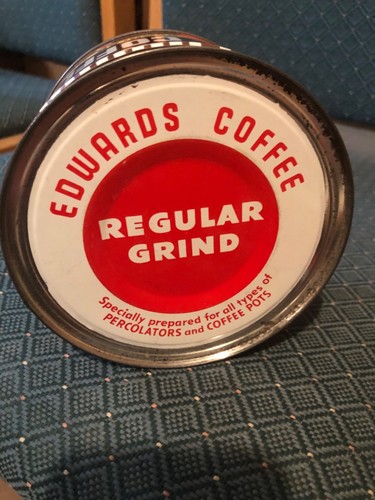 EDWARDS COFFEE
REGULAR
GRIND
Specially prepared for all types of
PERCOLATORS and COFFEE POTS